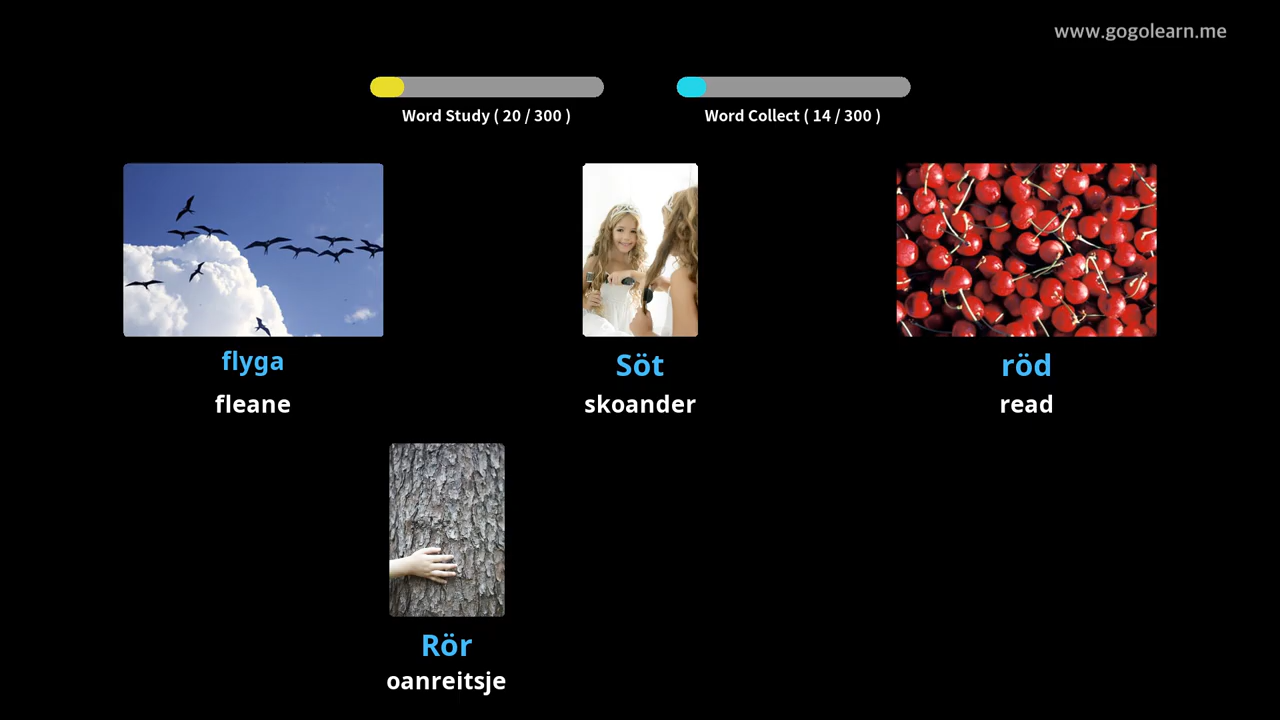 www.gogolearn.me
Word Study ( 20 / 300 )
Word Collect ( 14 / 300 )
flyga
fleane
Söt
skoander
röd
read
Rör
oanreitsje